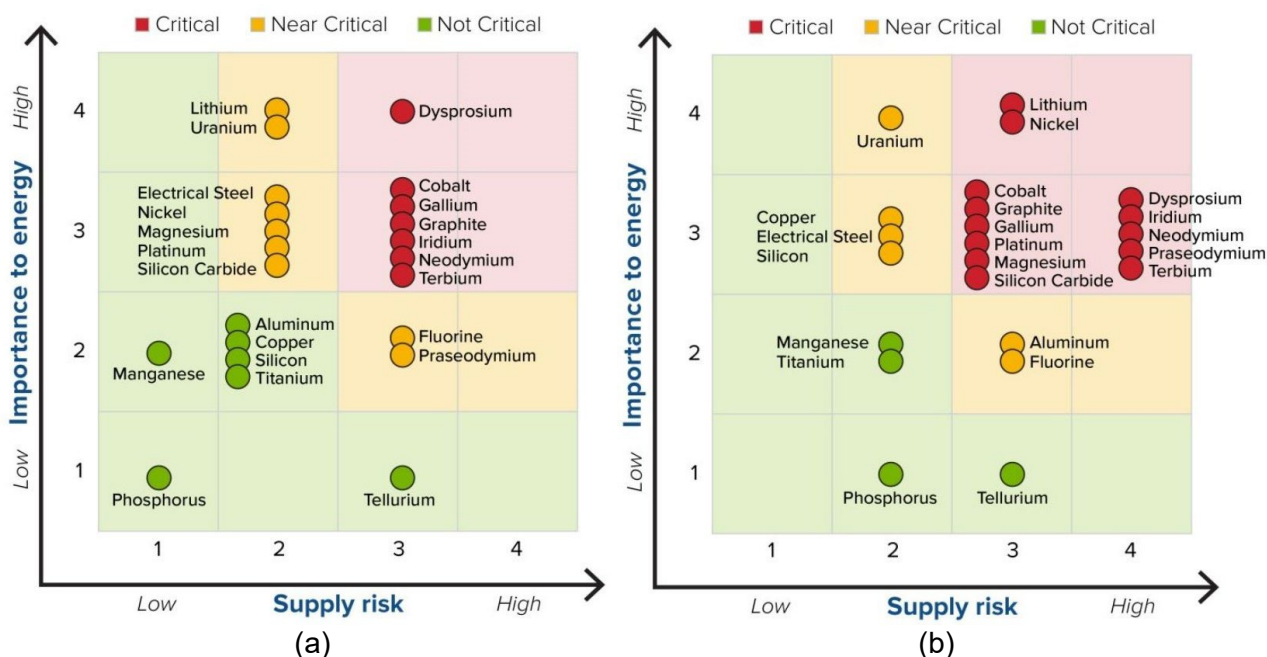 Critical Near Critical Not Critical
High
Importance to energy
Low
4
3
2
1
Lithium
Uranium
Dysprosium
Electrical Steel
Nickel
Magnesium
Platinum
Silicon Carbide
Cobalt
Gallium
Graphite
Iridium
Neodymium
Terbium
Manganese
Aluminum
Copper
Silicon
Titanium
Fluorine
Praseodymium
Phosphorus
Tellurium
1 2 3 4
Low Supply risk High
(a)
Critical Near Critical Not Critical
High
Importance to energy
Low
4
3
2
1
Uranium
Lithium
Nickel
Copper
Electrical Steel
Silicon
Cobalt
Graphite
Gallium
Platinum
Magnesium
Silicon Carbide
Dysprosium
Iridium
Neodymium
Praseodymium
Terbium
Manganese
Titanium
Aluminum
Fluorine
Phosphorus
Tellurium
1 2 3 4
Low Supply risk High
(b)